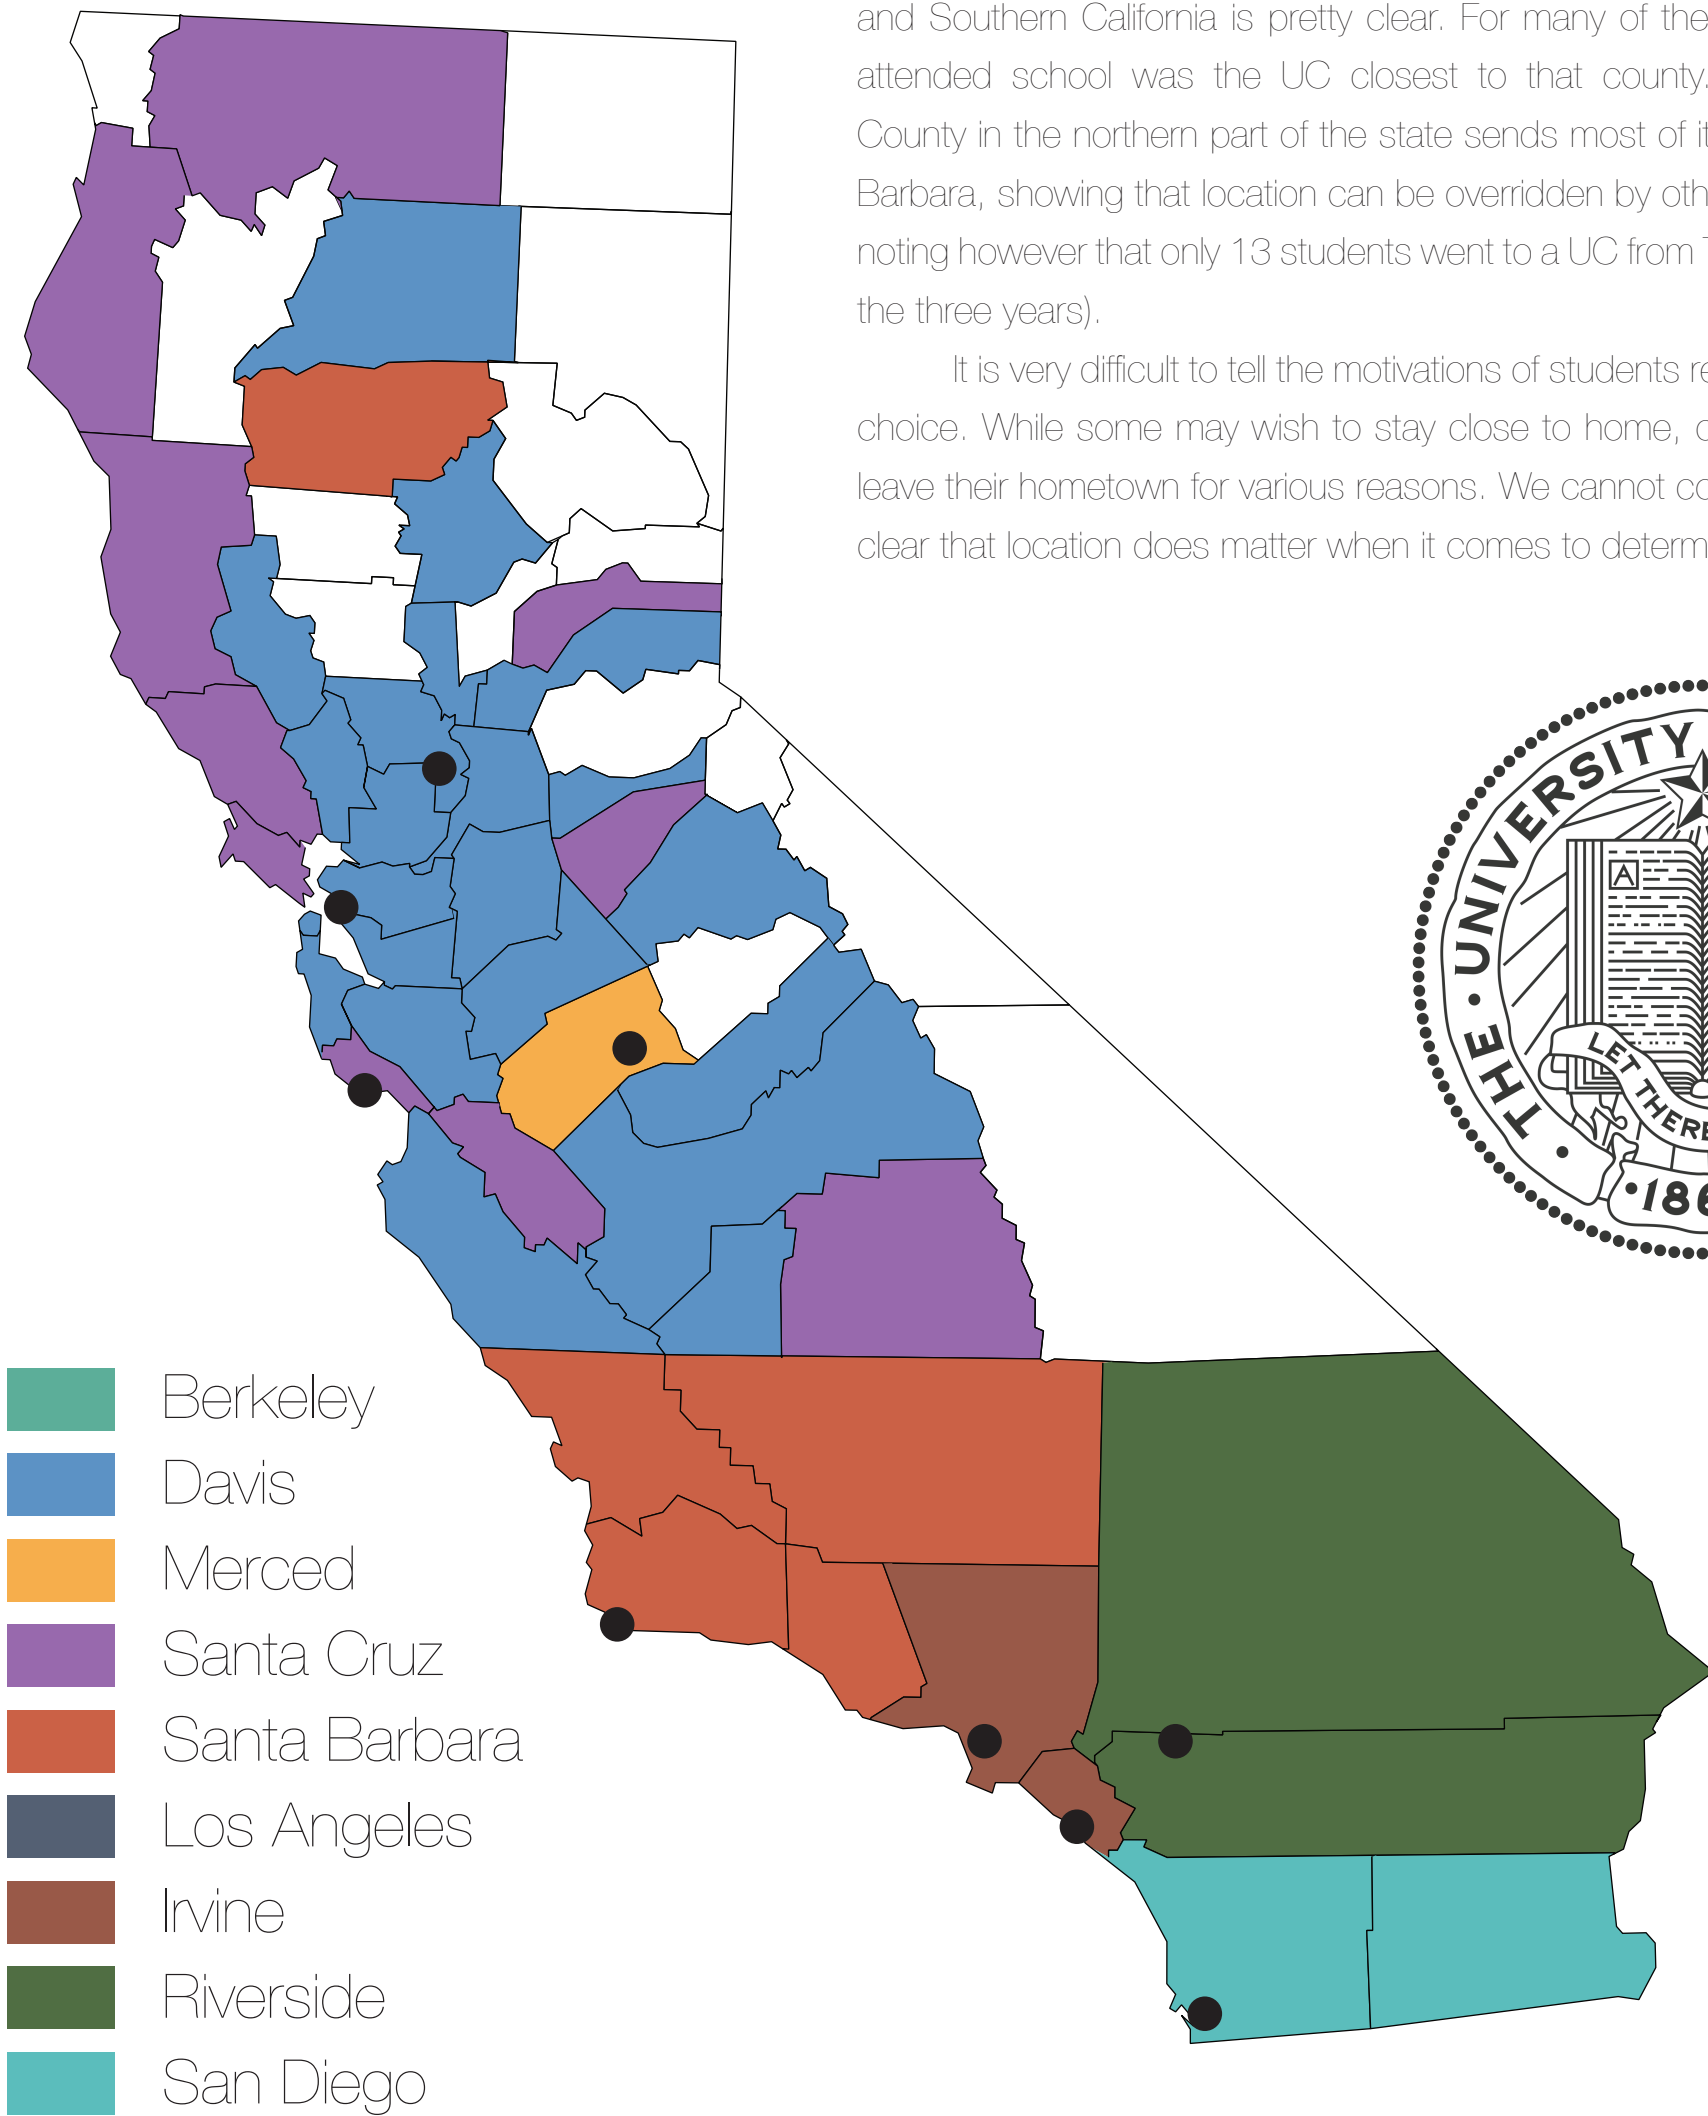 and Southern California is pretty clear. For many of the
attended school was the UC closest to that county.
County in the northern part of the state sends most of
Barbara, showing that location can be overridden by
noting however that only 13 students went to a UC from
the three years).
It is very difficult to tell the motivations of students
choice. While some may wish to stay close to home,
leave their hometown for various reasons. We cannot
clear that location does matter when it comes to
THE · UNIVERSITY
A
LET THERE
·186
Berkeley
Davis
Merced
Santa Cruz
Santa Barbara
Los Angeles
Irvine
Riverside
San Diego